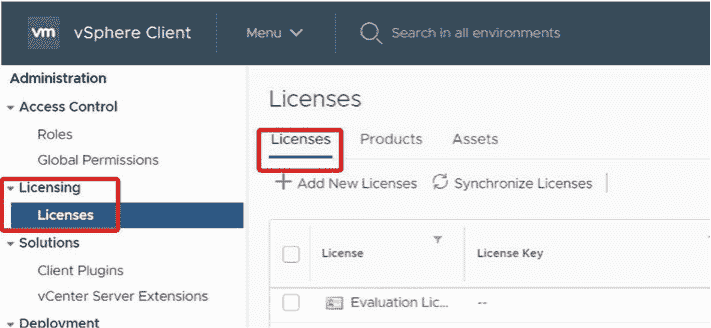 vm vSphere Client Menu Search in all environments
Administration
Access Control
Roles
Global Permissions
Licensing
Licenses
Solutions
Client Plugins
vCenter Server Extensions
Deployment
Licenses
Licenses Products Assets
Add New Licenses Synchronize Licenses
License License Key
Evaluation Lic... --